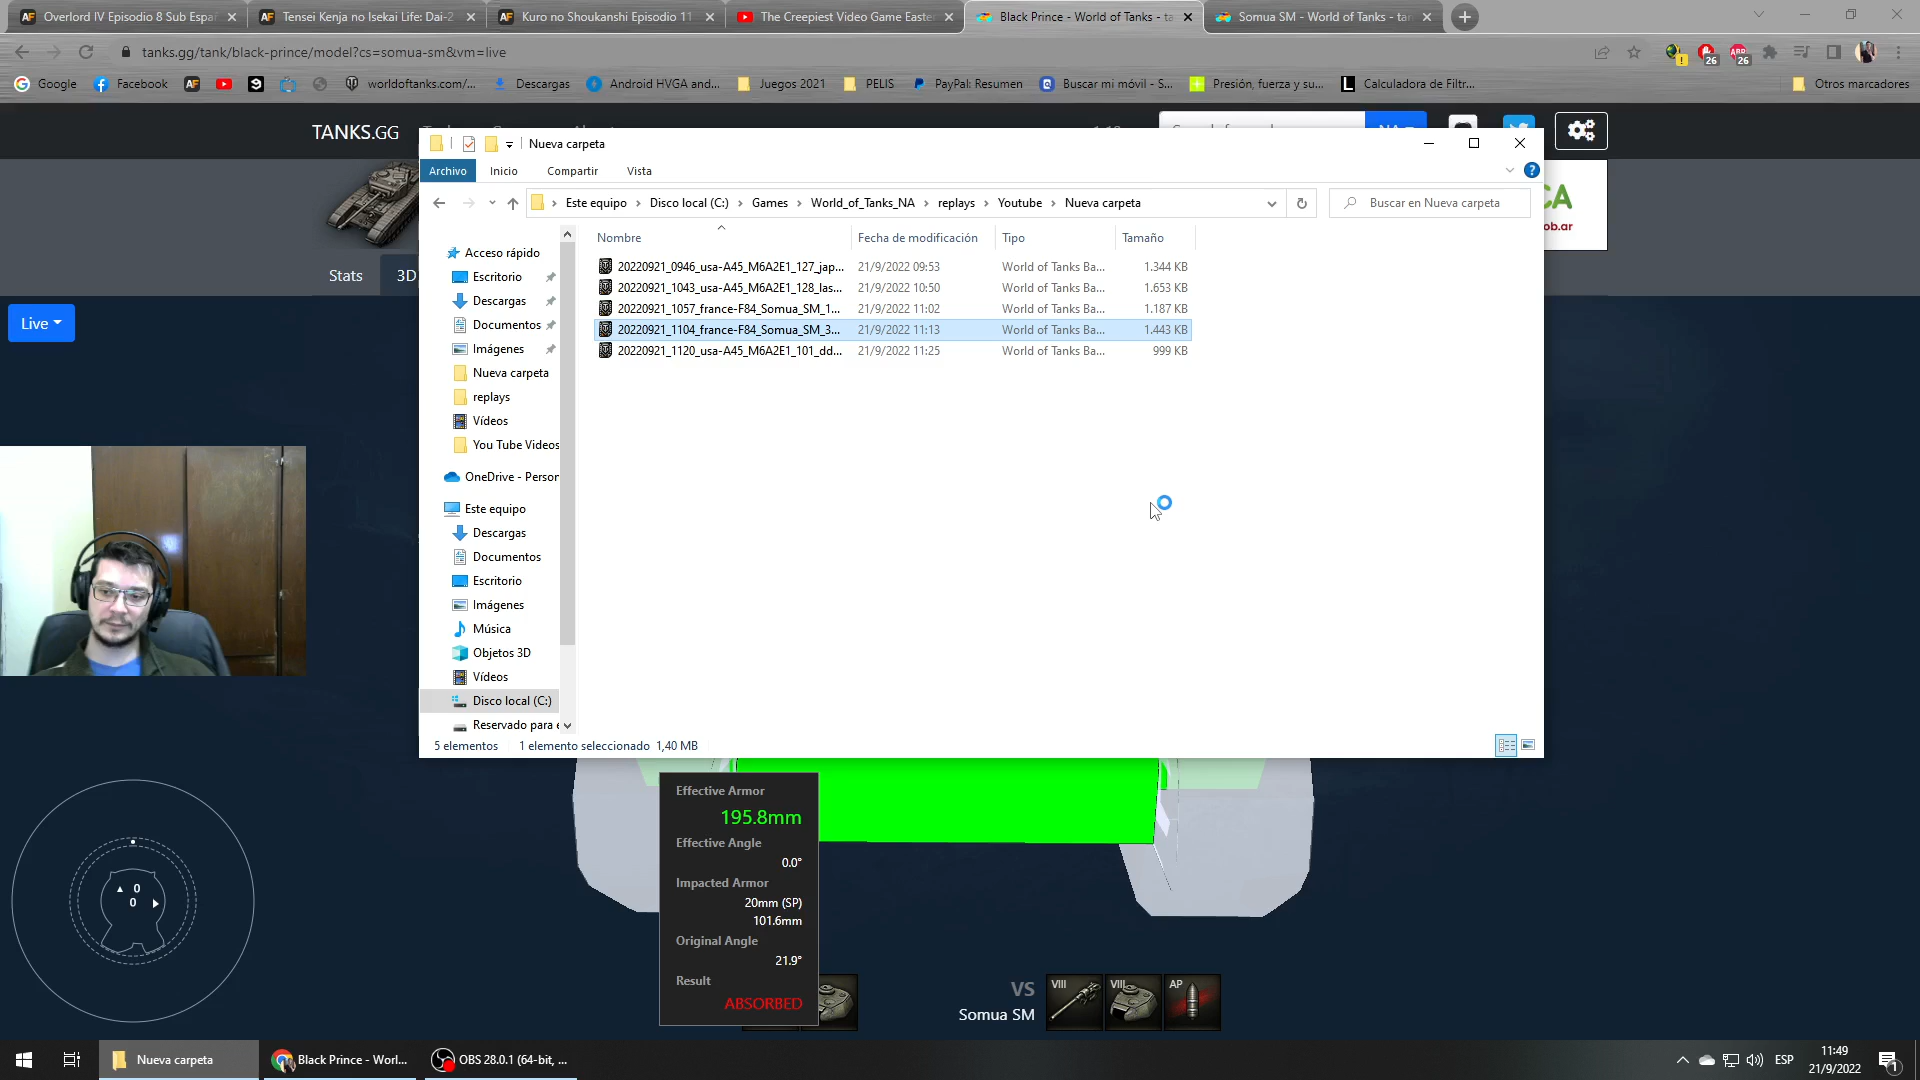 Overlord IV Episodio 8 Sub Espa
Tensei Kenja no Isekai Life: Dai-2
Kuro no Shoukanshi Episodio 11
The Creepiest Video Game Easter
Black Prince - World of Tanks - ta
Somua SM - World of Tanks - tan
tanks.gg/tank/black-prince/model?cs=somua-sm&vm=live
Google
Facebook
worldoftanks.com/...
Descargas
Android HVGA and...
Juegos 2021
PELIS
PayPal: Resumen
Buscar mi móvil - S...
Presión, fuerza y su...
Calculadora de Filtr...
Otros marcadores
TANKS.GG
Nueva carpeta
Archivo
Inicio
Compartir
Vista
Este equipo
Disco local (C:)
Games
World_of_Tanks_NA
replays
Youtube
Nueva carpeta
Buscar en Nueva carpeta
CA
ob.ar
Stats
3D
Live
Nombre
Fecha de modificación
Tipo
Tamaño
20220921_0946_usa-A45_M6A2E1_127_jap... 21/9/2022 09:53 World of Tanks Ba... 1.344 KB
20220921_1043_usa-A45_M6A2E1_128_las... 21/9/2022 10:50 World of Tanks Ba... 1.653 KB
20220921_1057_france-F84_Somua_SM_1... 21/9/2022 11:02 World of Tanks Ba... 1.187 KB
20220921_1104_france-F84_Somua_SM_3... 21/9/2022 11:13 World of Tanks Ba... 1.443 KB
20220921_1120_usa-A45_M6A2E1_101_dd... 21/9/2022 11:25 World of Tanks Ba... 999 KB
Acceso rápido
Escritorio
Descargas
Documentos
Imágenes
Nueva carpeta
replays
Vídeos
You Tube Videos
OneDrive - Person
Este equipo
Descargas
Documentos
Escritorio
Imágenes
Música
Objetos 3D
Vídeos
Disco local (C:)
Reservado para e
5 elementos
1 elemento seleccionado 1,40 MB
Effective Armor
195.8mm
Effective Angle
0.0°
Impacted Armor
20mm (SP)
101.6mm
Original Angle
21.9°
Result
ABSORBED
0
0
VS
Somua SM
VIII
VIII
AP
Nueva carpeta
Black Prince - Worl...
OBS 28.0.1 (64-bit, ...
ESP
11:49
21/9/2022
1